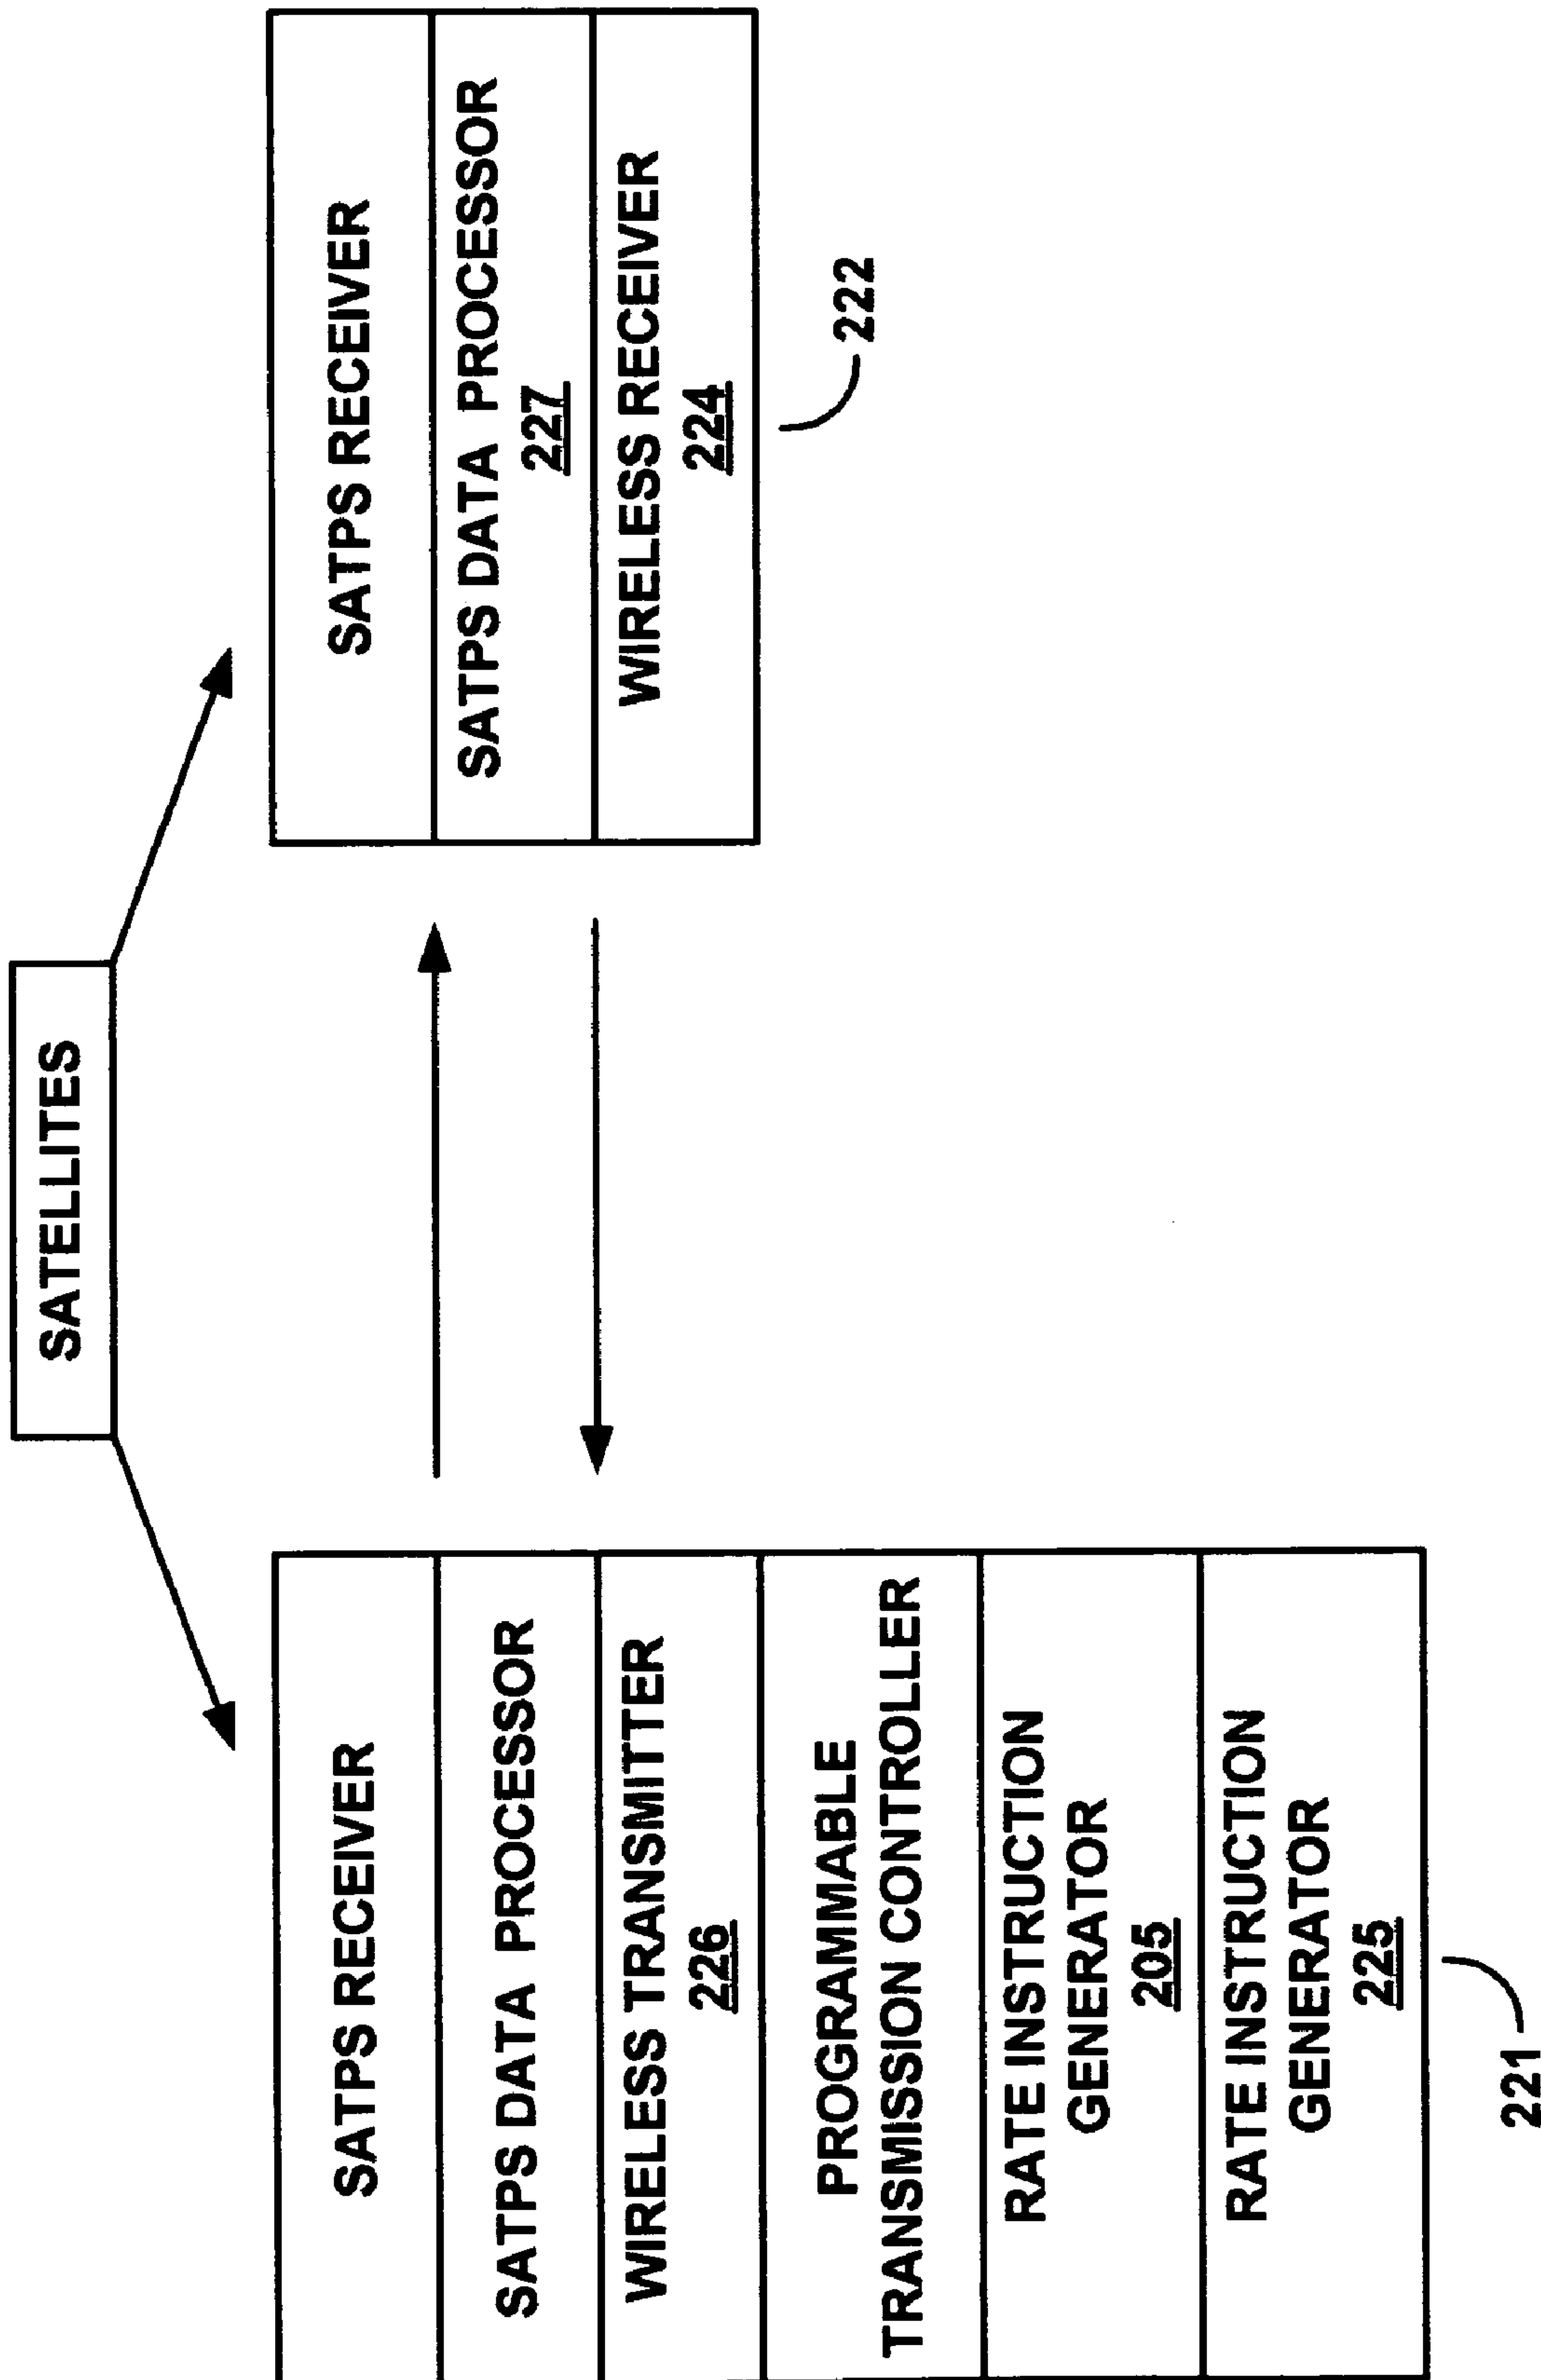 SATELLITES
SATPS RECEIVER
SATPS DATA PROCESSOR
WIRELESS TRANSMITTER
226
PROGRAMMABLE
TRANSMISSION CONTROLLER
RATE INSTRUCTION
GENERATOR
205
RATE INSTRUCTION
GENERATOR
225
221
SATPS RECEIVER
SATPS DATA PROCESSOR
227
WIRELESS RECEIVER
224
222